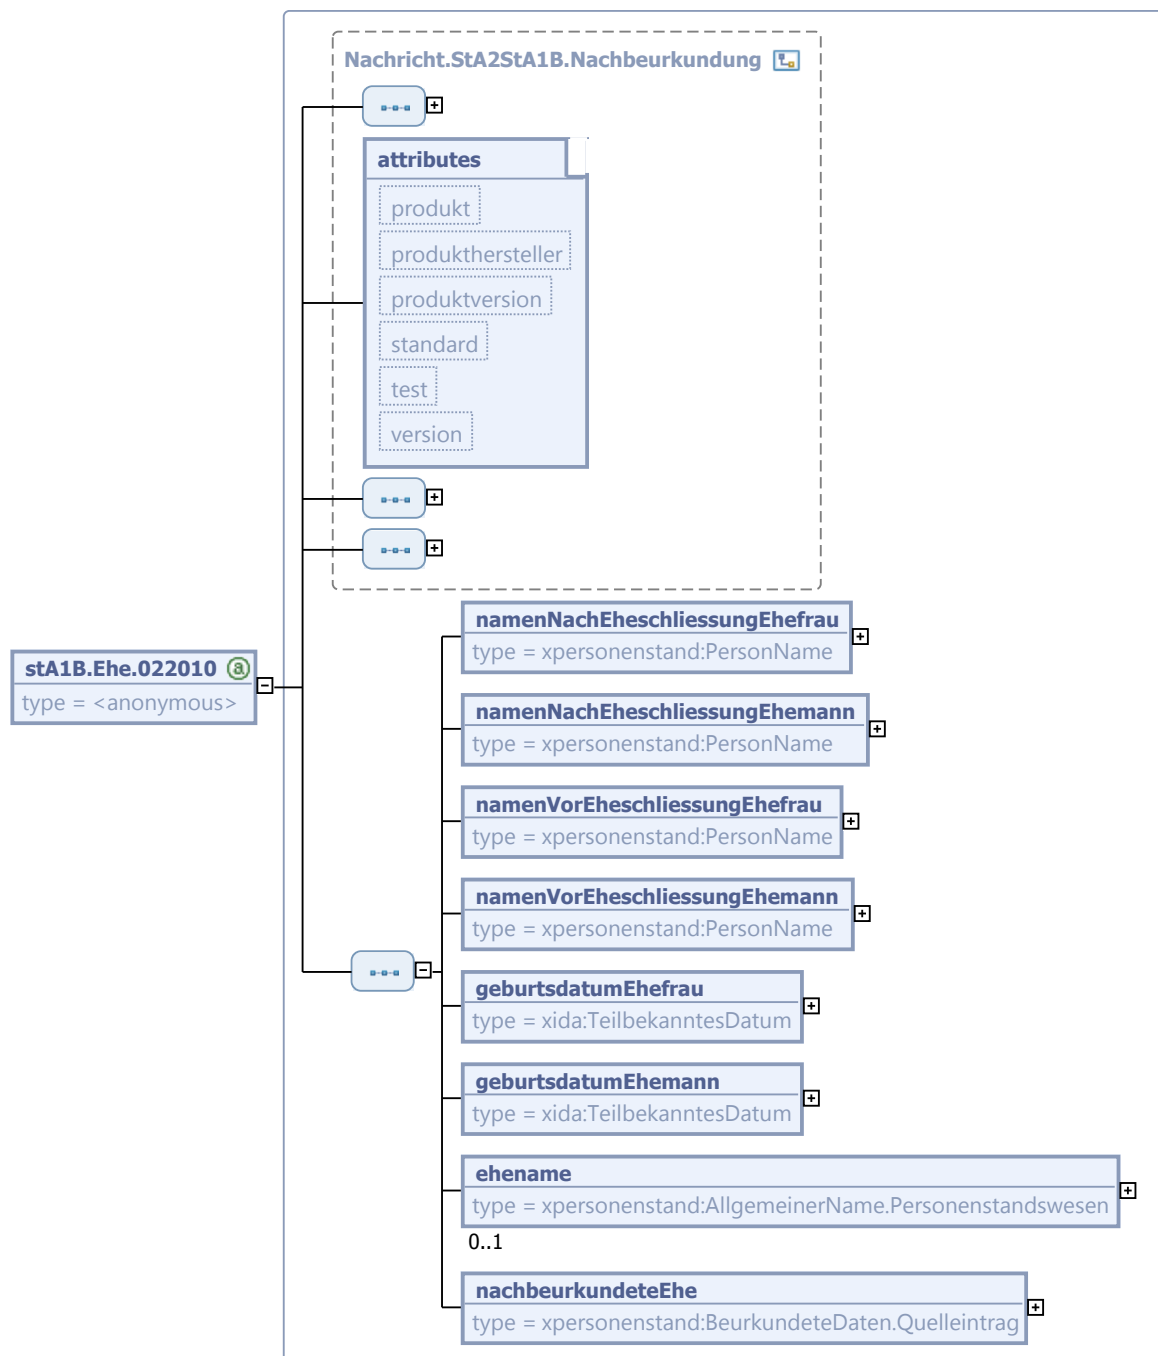 Nachricht.StA2StA1B.Nachbeurkundung
attributes
produkt
produkthersteller
produktversion
standard
test
version
stA1B.Ehe.022010
type = <anonymous>
namenNachEheschliessungEhefrau
type = xpersonenstand:PersonName
namenNachEheschliessungEhemann
type = xpersonenstand:PersonName
namenVorEheschliessungEhefrau
type = xpersonenstand:PersonName
namenVorEheschliessungEhemann
type = xpersonenstand:PersonName
geburtsdatumEhefrau
type = xida:TeilbekanntesDatum
geburtsdatumEhemann
type = xida:TeilbekanntesDatum
ehename
type = xpersonenstand:AllgemeinerName.Personenstandswesen
0..1
nachbeurkundeteEhe
type = xpersonenstand:BeurkundeteDaten.Quelleintrag